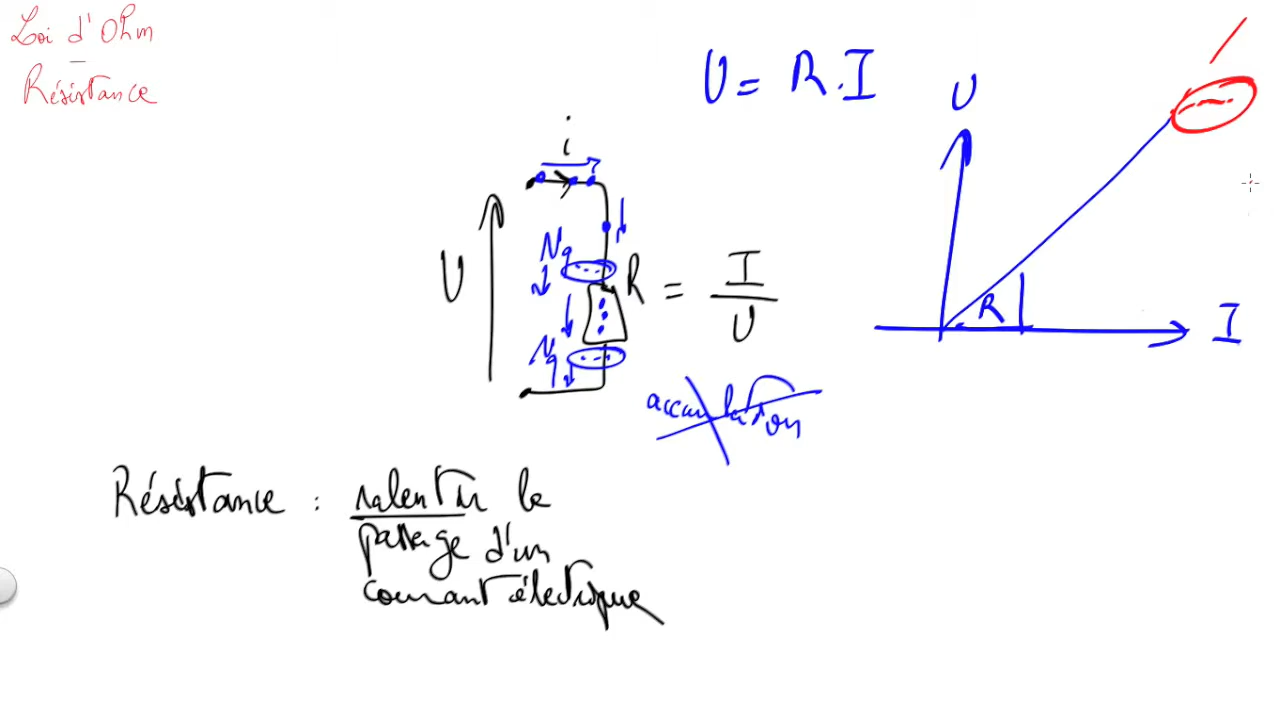 Loi d'Ohm
Résistance
U = R.I
U
i
Nq
U
R = I
U
R
I
Nq
accumulation
Résistance : ralentir le
passage d'un
courant électrique